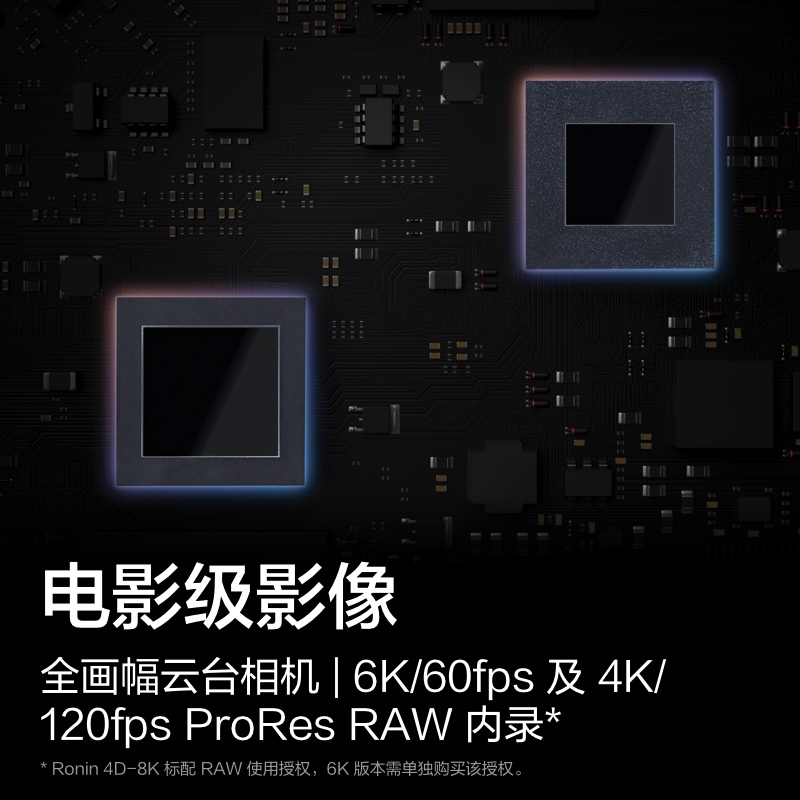 电影级影像
全画幅云台相机 | 6K/60fps 及 4K/
120fps ProRes RAW 内录*
* Ronin 4D-8K 标配 RAW 使用授权，6K 版本需单独购买该授权。